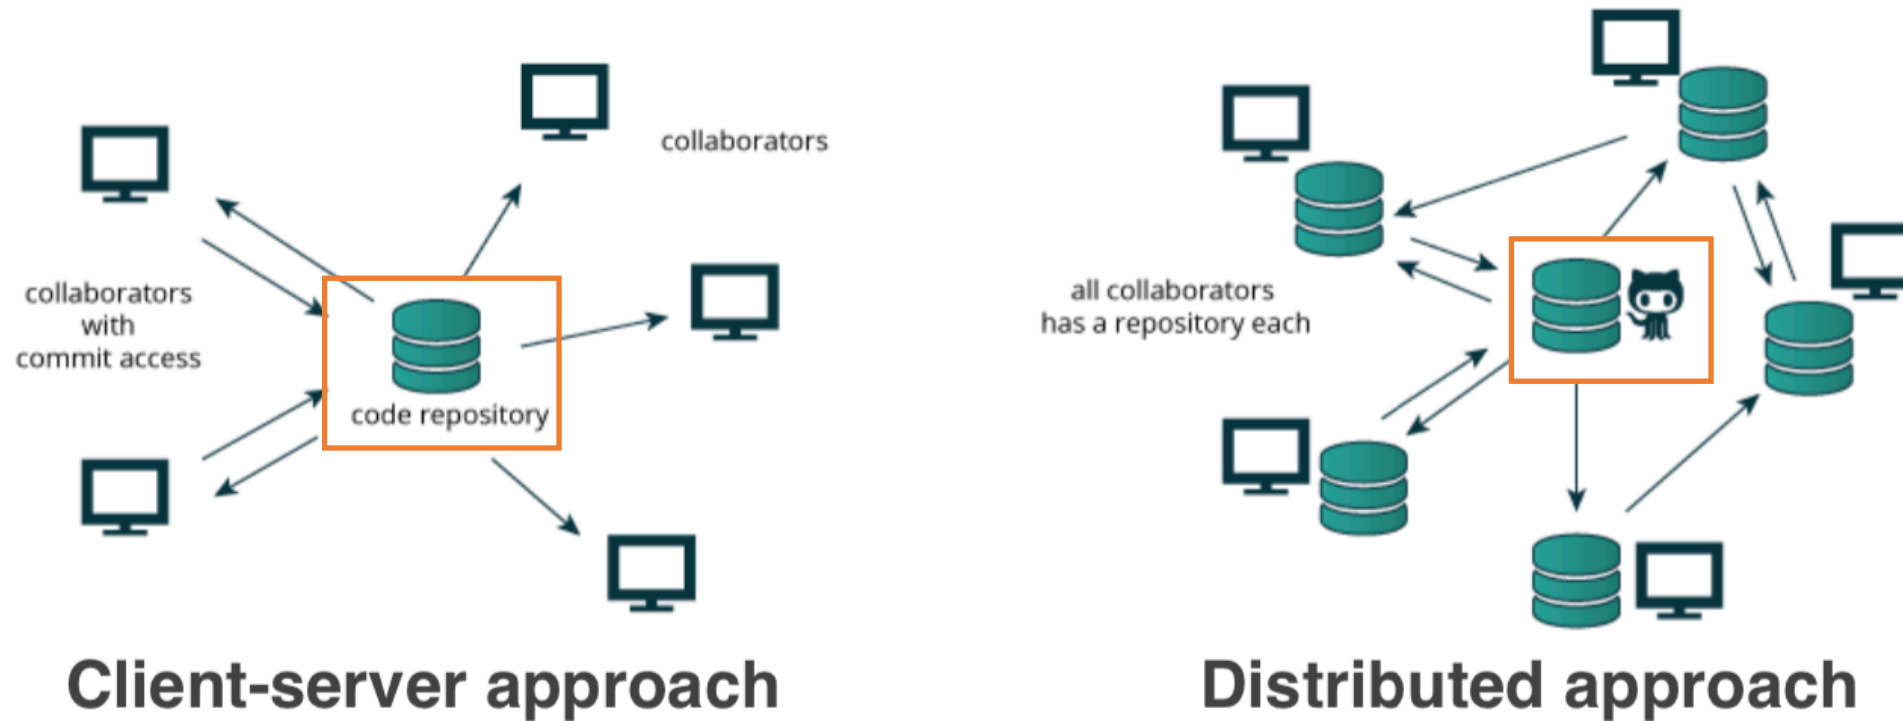 collaborators
collaborators
with
commit access
code repository
Client-server approach
all collaborators
has a repository each
Distributed approach